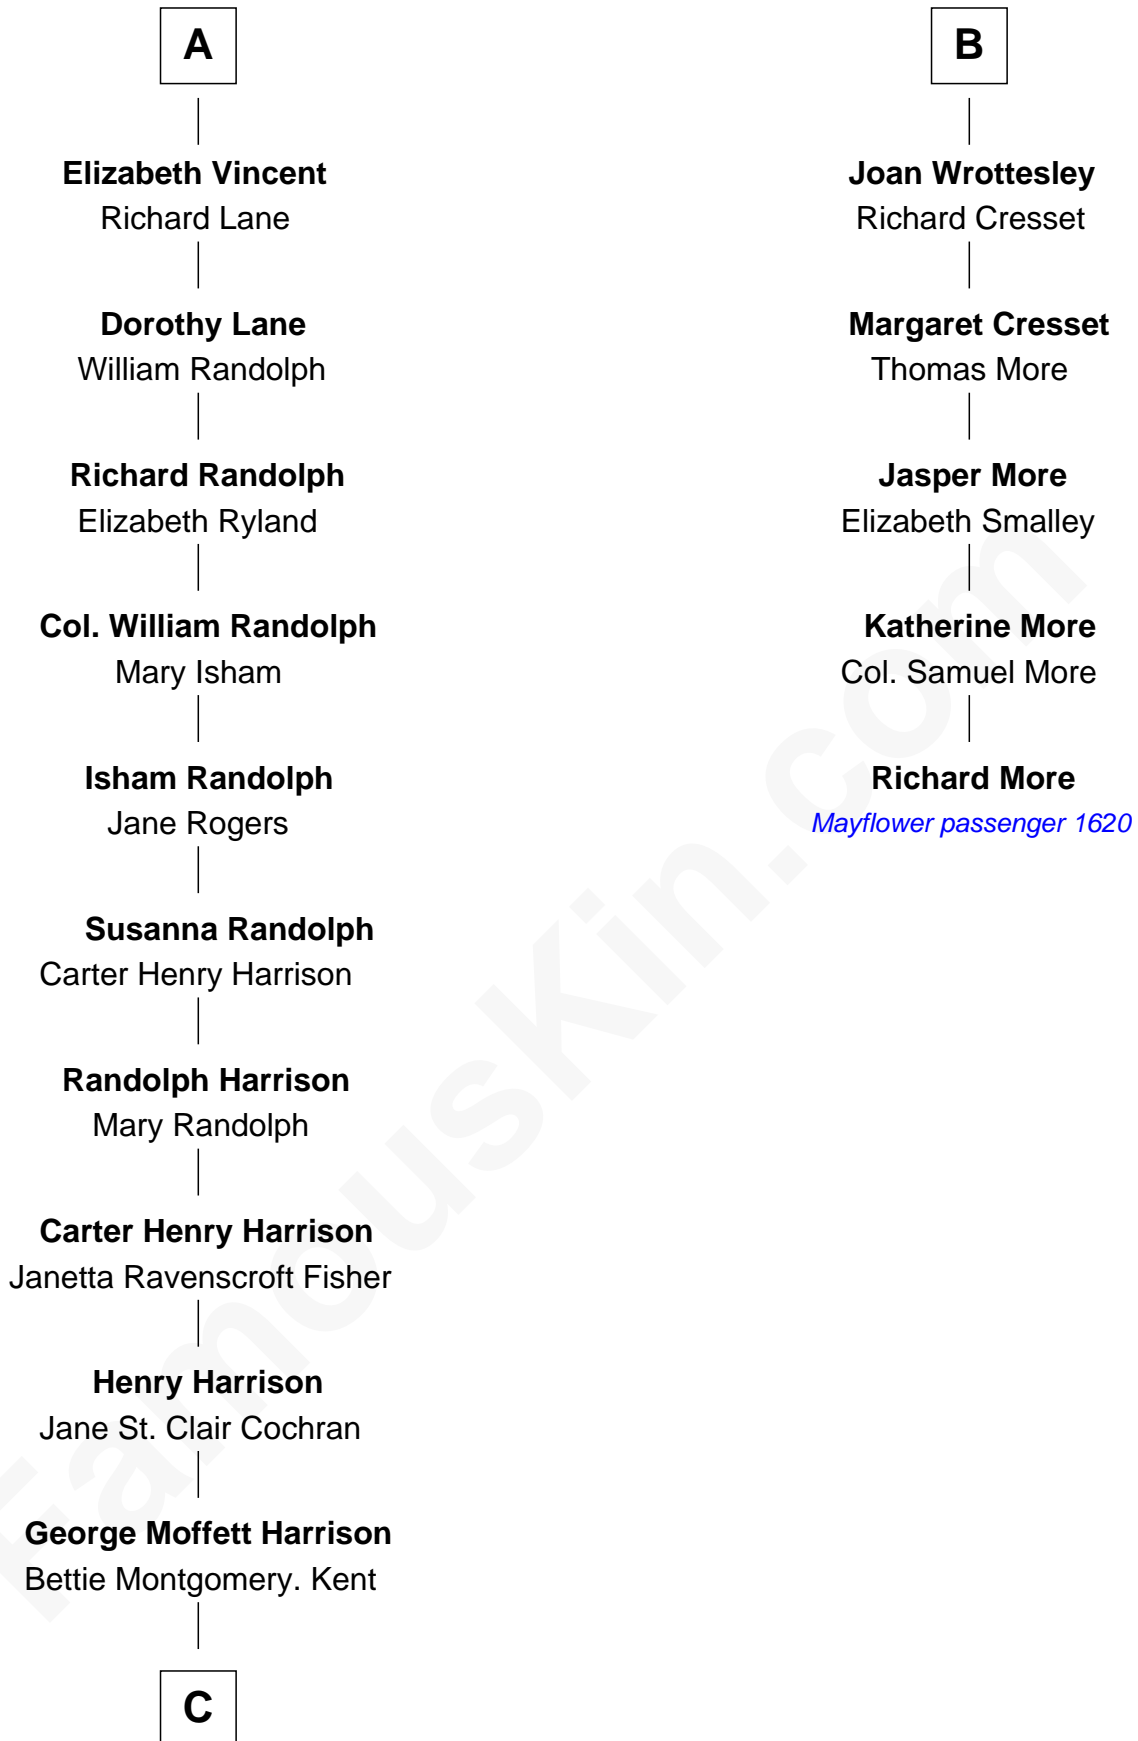 A
Elizabeth Vincent
Richard Lane
Dorothy Lane
William Randolph
Richard Randolph
Elizabeth Ryland
Col. William Randolph
Mary Isham
Isham Randolph
Jane Rogers
Susanna Randolph
Carter Henry Harrison
Randolph Harrison
Mary Randolph
Carter Henry Harrison
Janetta Ravenscroft Fisher
Henry Harrison
Jane St. Clair Cochran
George Moffett Harrison
Bettie Montgomery. Kent
C
B
Joan Wrottesley
Richard Cresset
Margaret Cresset
Thomas More
Jasper More
Elizabeth Smalley
Katherine More
Col. Samuel More
Richard More
Mayflower passenger 1620
FamousKin.com